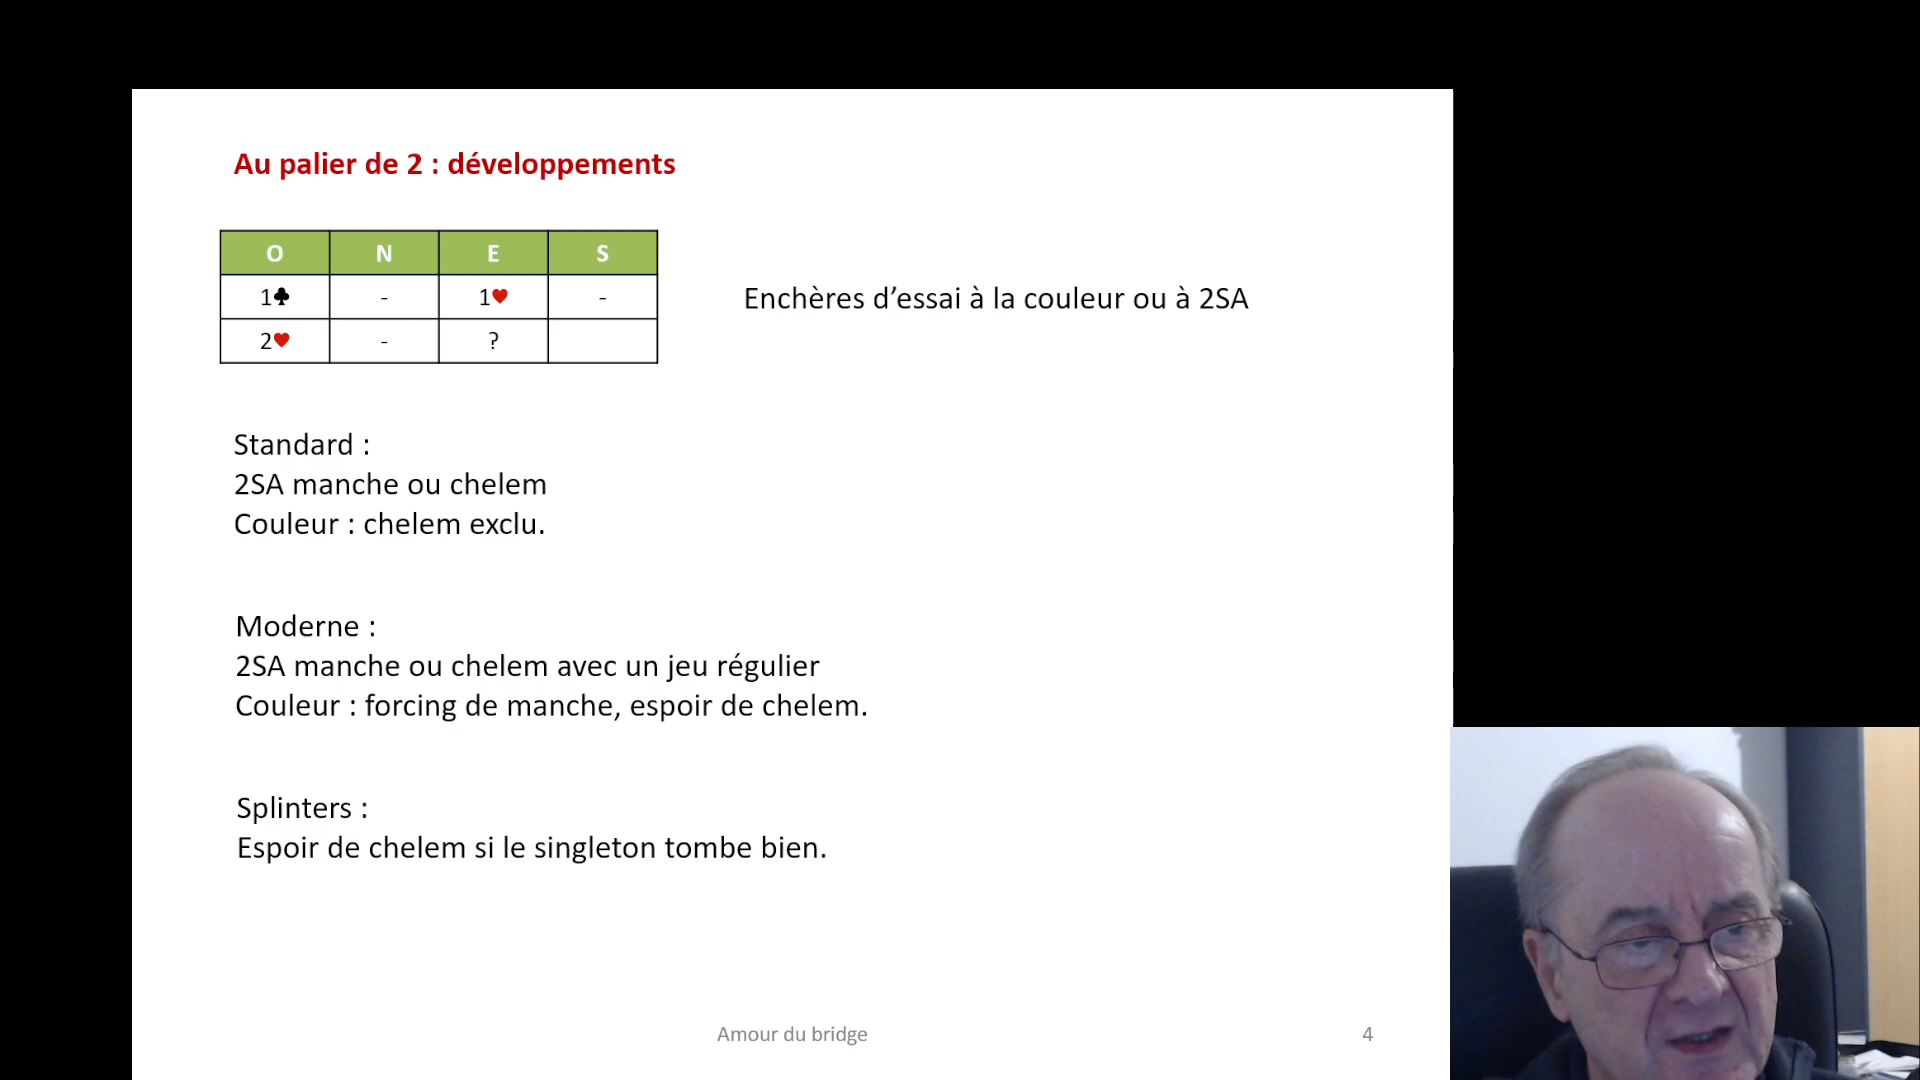 Au palier de 2 : développements
O N E S
1♣ - 1♥ -
2♥ - ?
Enchères d’essai à la couleur ou à 2SA
Standard :
2SA manche ou chelem
Couleur : chelem exclu.
Moderne :
2SA manche ou chelem avec un jeu régulier
Couleur : forcing de manche, espoir de chelem.
Splinters :
Espoir de chelem si le singleton tombe bien.
Amour du bridge
4